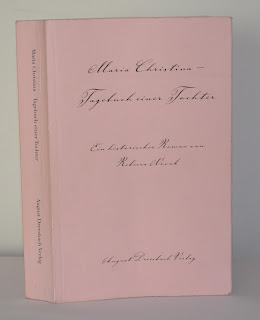 Maria Christina –
Tagebuch einer Tochter
Ein historischer Roman von
August Dreesbach Verlag
Maria Christina Tagebuch einer Tochter August Dreesbach Verlag